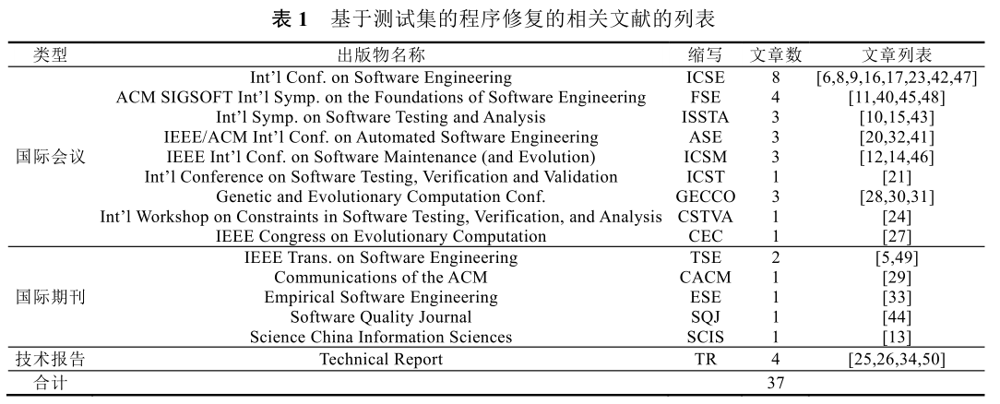 表 1 基于测试集的程序修复的相关文献的列表
类型 出版物名称 缩写 文章数 文章列表
Int'l Conf. on Software Engineering ICSE 8 [6,8,9,16,17,23,42,47]
ACM SIGSOFT Int'l Symp. on the Foundations of Software Engineering FSE 4 [11,40,45,48]
Int'l Symp. on Software Testing and Analysis ISSTA 3 [10,15,43]
IEEE/ACM Int'l Conf. on Automated Software Engineering ASE 3 [20,32,41]
国际会议 IEEE Int'l Conf. on Software Maintenance (and Evolution) ICSM 3 [12,14,46]
Int'l Conference on Software Testing, Verification and Validation ICST 1 [21]
Genetic and Evolutionary Computation Conf. GECCO 3 [28,30,31]
Int'l Workshop on Constraints in Software Testing, Verification, and Analysis CSTVA 1 [24]
IEEE Congress on Evolutionary Computation CEC 1 [27]
IEEE Trans. on Software Engineering TSE 2 [5,49]
Communications of the ACM CACM 1 [29]
国际期刊 Empirical Software Engineering ESE 1 [33]
Software Quality Journal SQJ 1 [44]
Science China Information Sciences SCIS 1 [13]
技术报告 Technical Report TR 4 [25,26,34,50]
合计 37